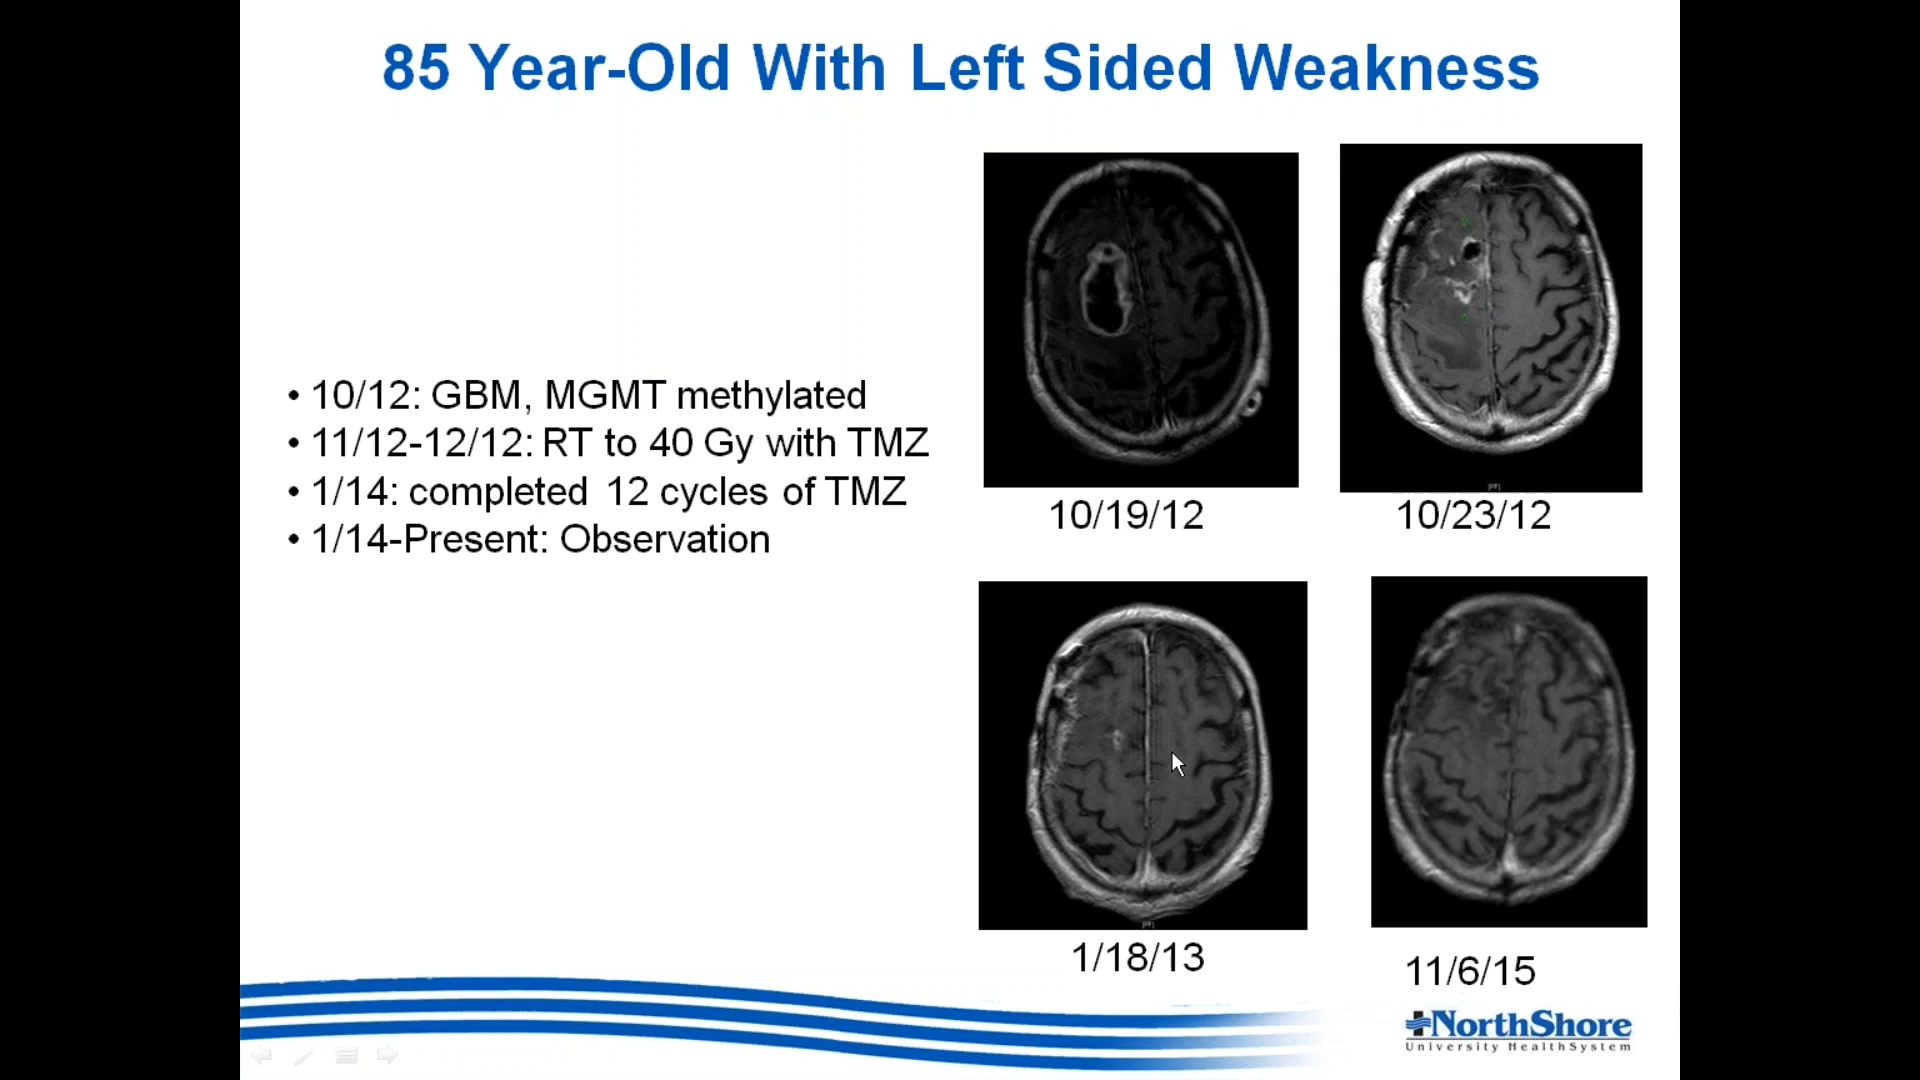 85 Year-Old With Left Sided Weakness
• 10/12: GBM, MGMT methylated
• 11/12-12/12: RT to 40 Gy with TMZ
• 1/14: completed 12 cycles of TMZ
• 1/14-Present: Observation
10/19/12
10/23/12
1/18/13
11/6/15
NorthShore
University HealthSystem